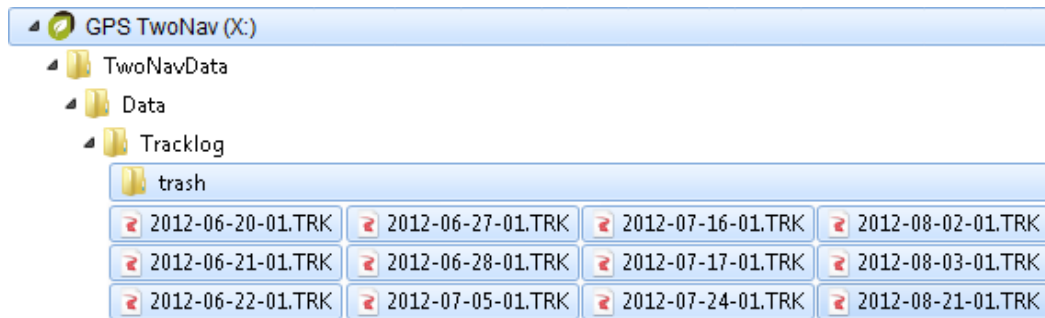 GPS TwoNav (X:)
TwoNavData
Data
Tracklog
trash
2012-06-20-01.TRK 2012-06-27-01.TRK 2012-07-16-01.TRK 2012-08-02-01.TRK
2012-06-21-01.TRK 2012-06-28-01.TRK 2012-07-17-01.TRK 2012-08-03-01.TRK
2012-06-22-01.TRK 2012-07-05-01.TRK 2012-07-24-01.TRK 2012-08-21-01.TRK